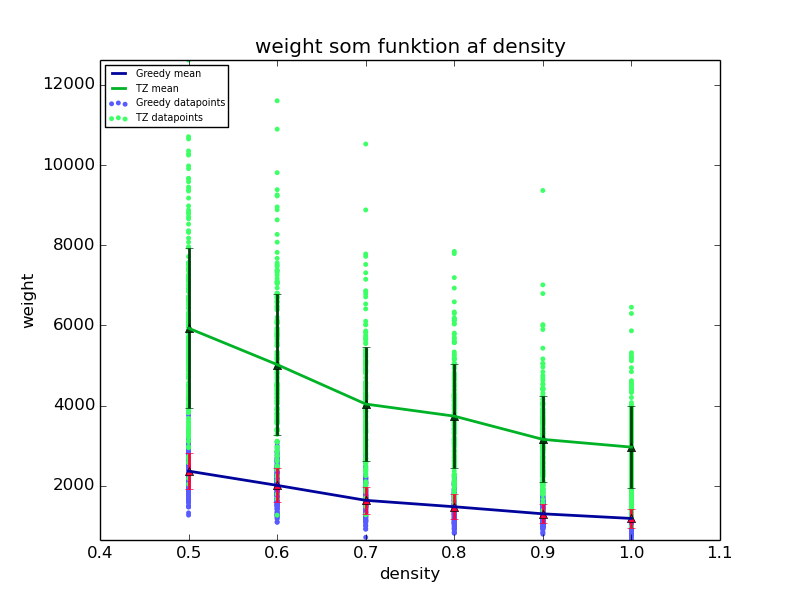 weight som funktion af density
Greedy mean
TZ mean
Greedy datapoints
TZ datapoints
12000
10000
8000
6000
4000
2000
weight
0.4 0.5 0.6 0.7 0.8 0.9 1.0 1.1
density